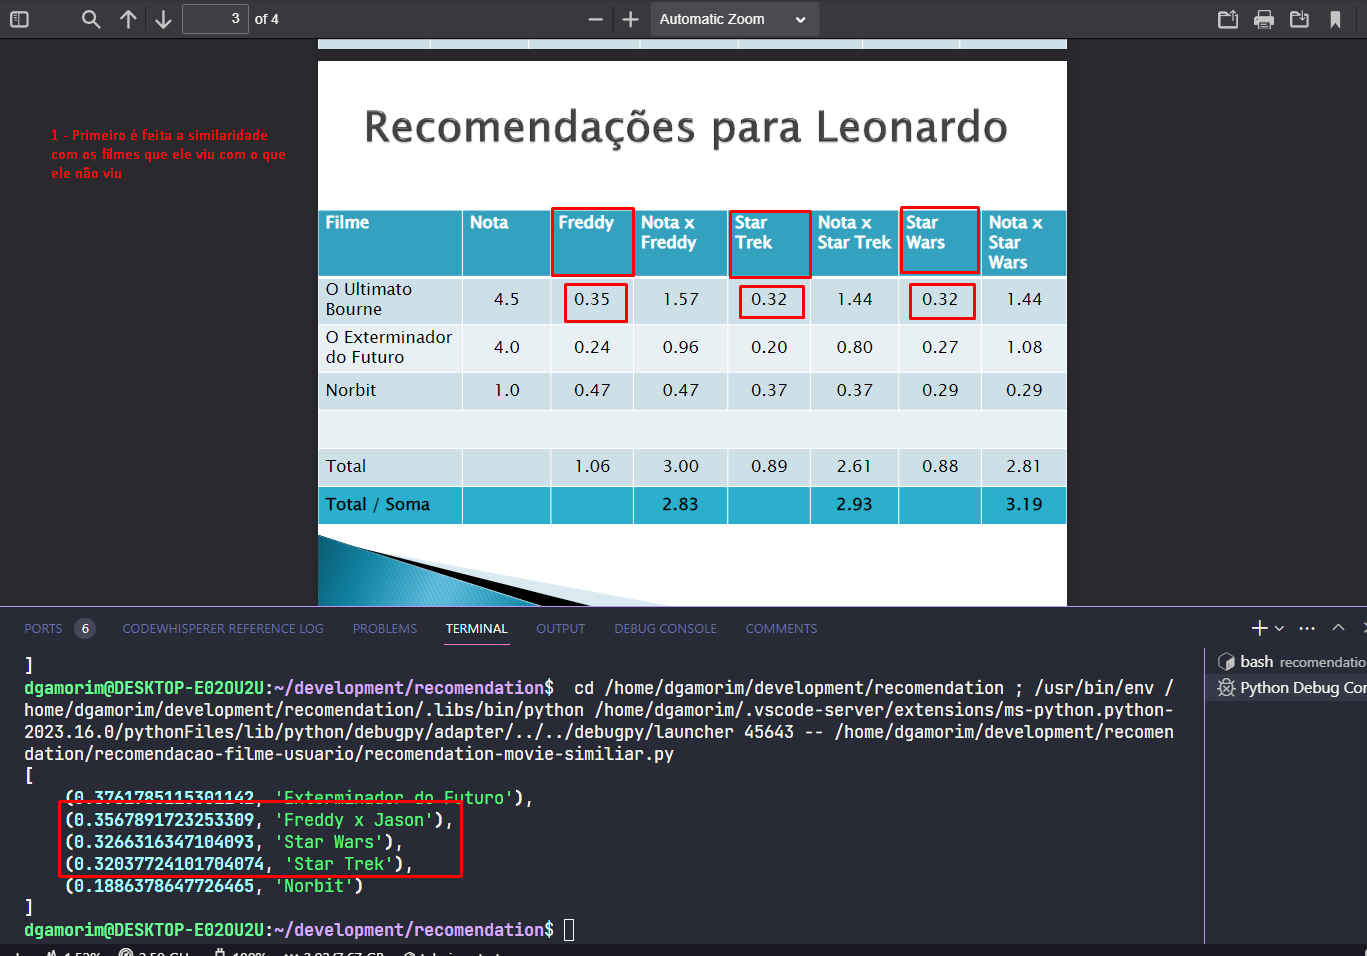 3 of 4 Automatic Zoom
Recomendações para Leonardo
1 - Primeiro é feita a similaridade
com os filmes que ele viu com o que
ele não viu
Filme Nota Freddy Nota x Freddy Star Trek Nota x Star Trek Star Wars Nota x Star Wars
O Ultimato Bourne 4.5 0.35 1.57 0.32 1.44 0.32 1.44
O Exterminador do Futuro 4.0 0.24 0.96 0.20 0.80 0.27 1.08
Norbit 1.0 0.47 0.47 0.37 0.37 0.29 0.29
Total 1.06 3.00 0.89 2.61 0.88 2.81
Total / Soma 2.83 2.93 3.19
PORTS 6 CODEWHISPERER REFERENCE LOG PROBLEMS TERMINAL OUTPUT DEBUG CONSOLE COMMENTS
bash recomendatio
Python Debug Con
]
dgamorim@DESKTOP-E02OU2U:~/development/recomendation$ cd /home/dgamorim/development/recomendation ; /usr/bin/env /
home/dgamorim/development/recomendation/.libs/bin/python /home/dgamorim/.vscode-server/extensions/ms-python.python-
2023.16.0/pythonFiles/lib/python/debugpy/adapter/../../debugpy/launcher 45643 -- /home/dgamorim/development/recomen
dation/recomendacao-filme-usuario/recomendation-movie-similiar.py
[
(0.3761785115301142, 'Exterminador do Futuro'),
(0.3567891723253309, 'Freddy x Jason'),
(0.3266316347104093, 'Star Wars'),
(0.32037724101704074, 'Star Trek'),
(0.1886378647726465, 'Norbit')
]
dgamorim@DESKTOP-E02OU2U:~/development/recomendation$